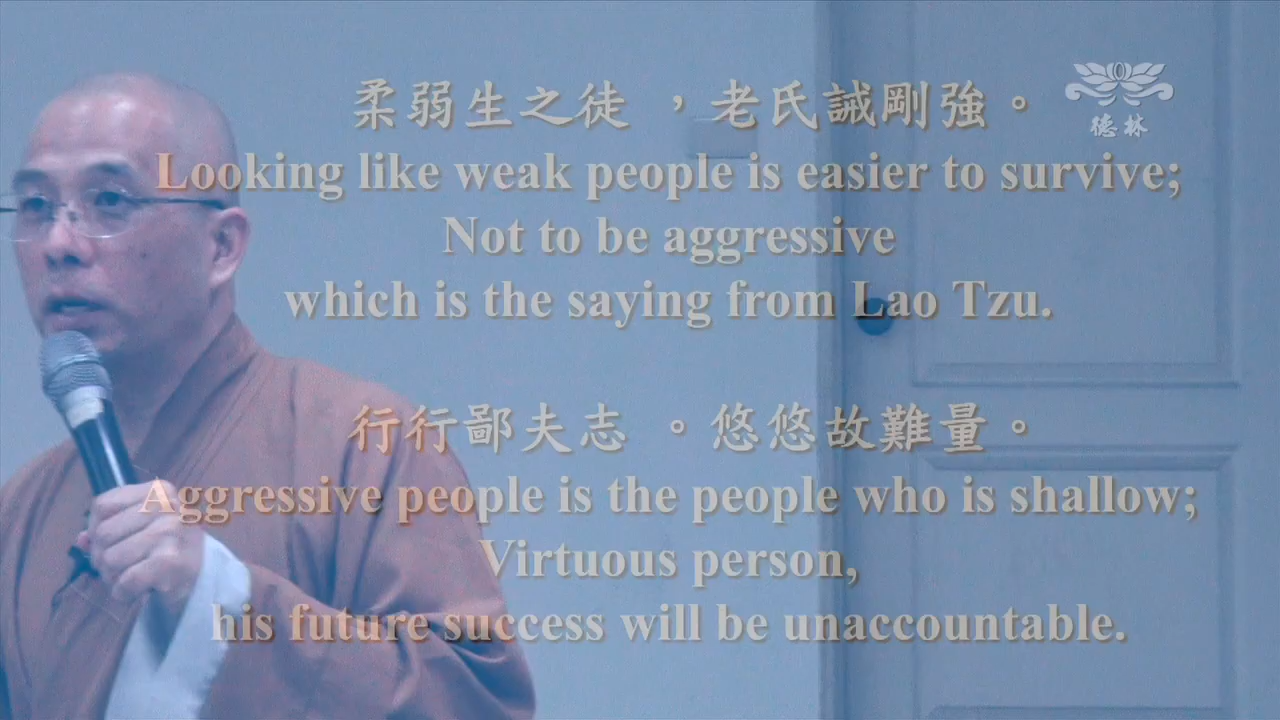 柔弱生之徒 ，老氏誡剛強。
德林
Looking like weak people is easier to survive;
Not to be aggressive
which is the saying from Lao Tzu.
行行鄙夫志 。悠悠故難量。
Aggressive people is the people who is shallow;
Virtuous person,
his future success will be unaccountable.